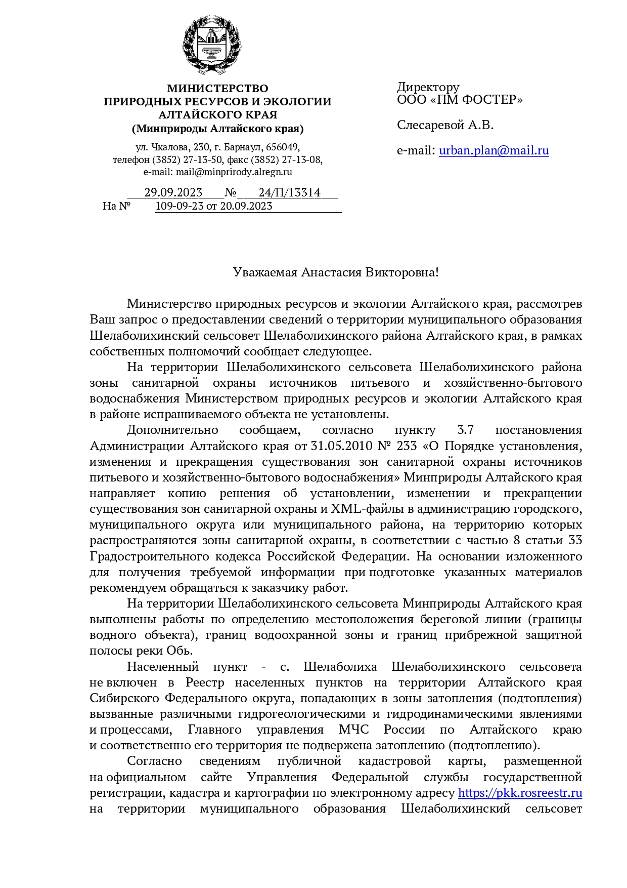 МИНИСТЕРСТВО
ПРИРОДНЫХ РЕСУРСОВ И ЭКОЛОГИИ
АЛТАЙСКОГО КРАЯ
(Минприроды Алтайского края)
ул. Чкалова, 230, г. Барнаул, 656049,
телефон (3852) 27-13-50, факс (3852) 27-13-08,
e-mail: mail@minprirody.alregn.ru
29.09.2023 № 24/П/13314
На № 109-09-23 от 20.09.2023
Директору
ООО «ПМ ФОСТЕР»
Слесаревой А.В.
e-mail: urban.plan@mail.ru
Уважаемая Анастасия Викторовна!
Министерство природных ресурсов и экологии Алтайского края, рассмотрев
Ваш запрос о предоставлении сведений о территории муниципального образования
Шелаболихинский сельсовет Шелаболихинского района Алтайского края, в рамках
собственных полномочий сообщает следующее.
На территории Шелаболихинского сельсовета Шелаболихинского района
зоны санитарной охраны источников питьевого и хозяйственно-бытового
водоснабжения Министерством природных ресурсов и экологии Алтайского края
в районе испрашиваемого объекта не установлены.
Дополнительно сообщаем, согласно пункту 3.7 постановления
Администрации Алтайского края от 31.05.2010 № 233 «О Порядке установления,
изменения и прекращения существования зон санитарной охраны источников
питьевого и хозяйственно-бытового водоснабжения» Минприроды Алтайского края
направляет копию решения об установлении, изменении и прекращении
существования зон санитарной охраны и XML-файлы в администрацию городского,
муниципального округа или муниципального района, на территорию которых
распространяются зоны санитарной охраны, в соответствии с частью 8 статьи 33
Градостроительного кодекса Российской Федерации. На основании изложенного
для получения требуемой информации при подготовке указанных материалов
рекомендуем обращаться к заказчику работ.
На территории Шелаболихинского сельсовета Минприроды Алтайского края
выполнены работы по определению местоположения береговой линии (границы
водного объекта), границ водоохранной зоны и границ прибрежной защитной
полосы реки Обь.
Населенный пункт - с. Шелаболиха Шелаболихинского сельсовета
не включен в Реестр населенных пунктов на территории Алтайского края
Сибирского Федерального округа, попадающих в зоны затопления (подтопления)
вызванные различными гидрогеологическими и гидродинамическими явлениями
и процессами, Главного управления МЧС России по Алтайскому краю
и соответственно его территория не подвержена затоплению (подтоплению).
Согласно сведениям публичной кадастровой карты, размещенной
на официальном сайте Управления Федеральной службы государственной
регистрации, кадастра и картографии по электронному адресу https://pkk.rosreestr.ru
на территории муниципального образования Шелаболихинский сельсовет